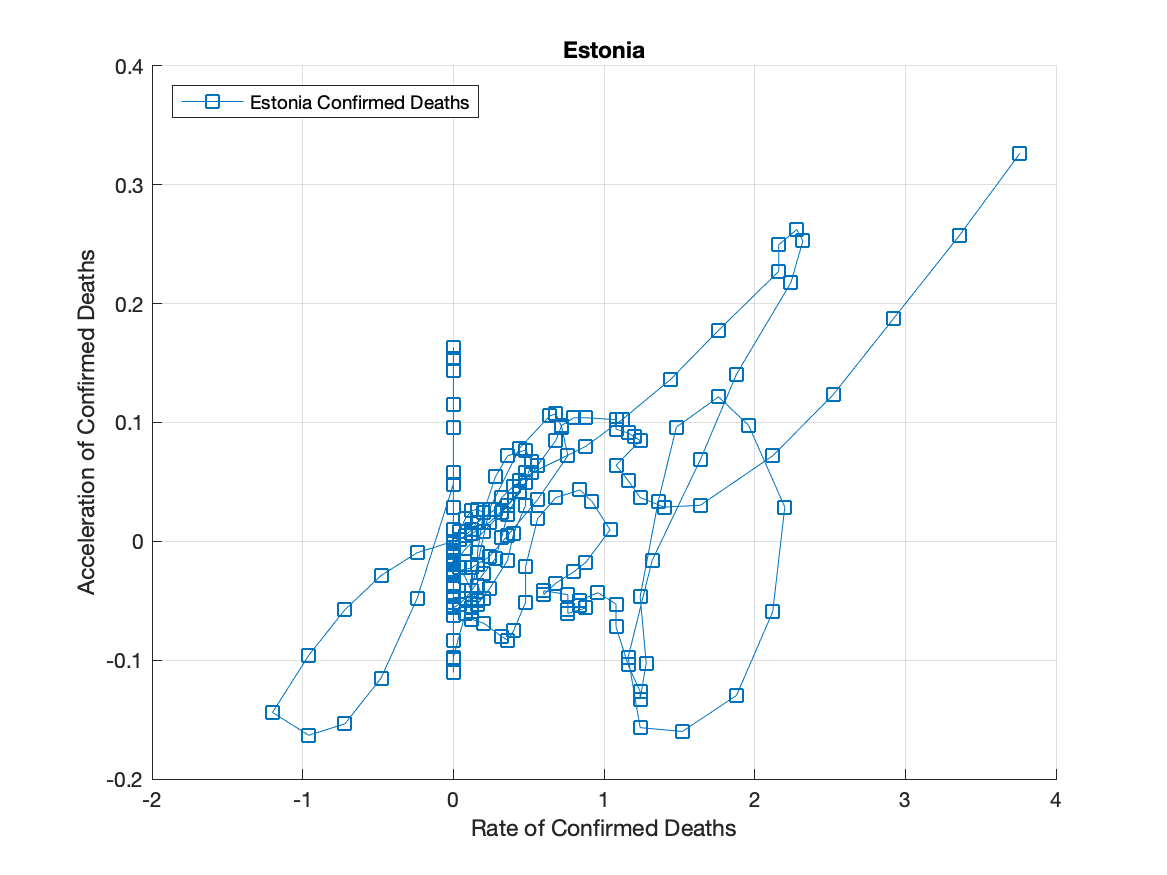 Estonia
0.4
Estonia Confirmed Deaths
0.3
0.2
0.1
0
-0.1
-0.2
Acceleration of Confirmed Deaths
-2 -1 0 1 2 3 4
Rate of Confirmed Deaths